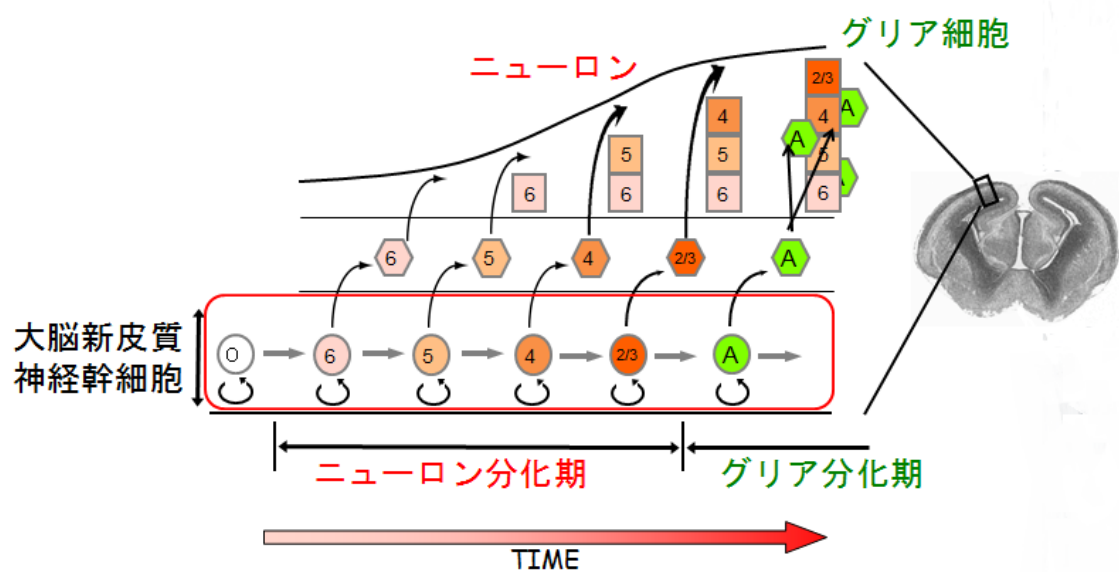 グリア細胞
ニューロン
2/3
4 4 A
A
5 5 5
6 6 6 6 A
6 5 4 2/3 A
大脳新皮質
神経幹細胞
O 6 5 4 2/3 A
ニューロン分化期 グリア分化期
TIME